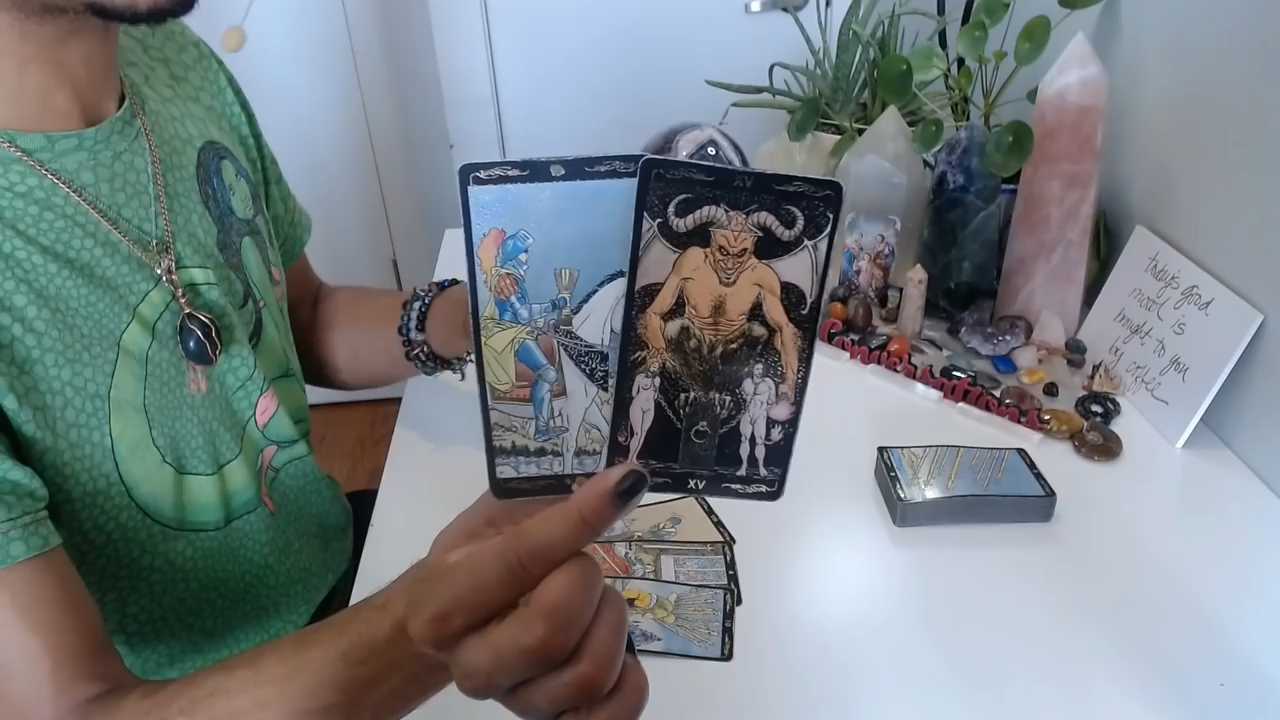 XV
XV
Conversations
today's good
mood is
brought to you
by coffee